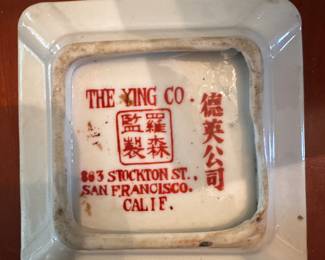 THE YING CO.
羅森
監製
883 STOCKTON ST.,
SAN FRANCISCO.
CALIF.
德英公司